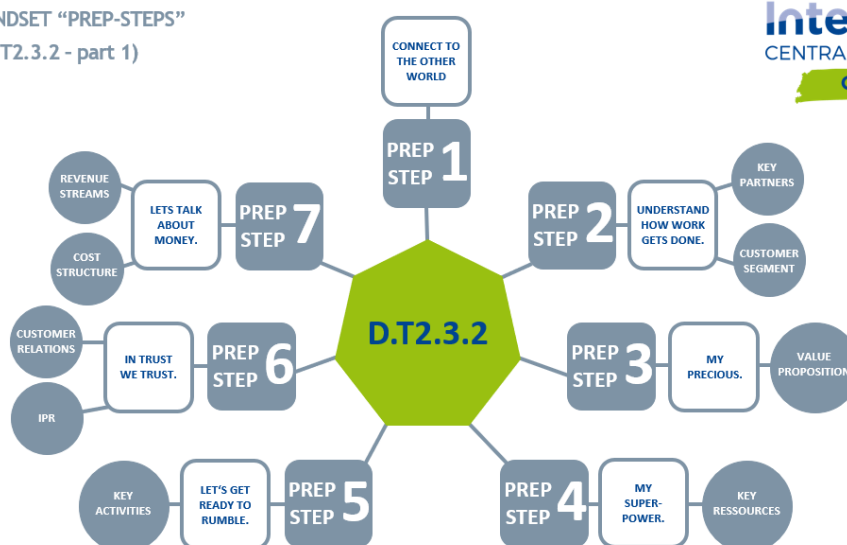 NDSET “PREP-STEPS”
T2.3.2 - part 1)
Inte
CENTRA
CONNECT TO
THE OTHER
WORLD
PREP
STEP 1
PREP
STEP 2
UNDERSTAND
HOW WORK
GETS DONE.
KEY
PARTNERS
CUSTOMER
SEGMENT
PREP
STEP 3
MY
PRECIOUS.
VALUE
PROPOSITION
PREP
STEP 4
MY
SUPER-
POWER.
KEY
RESSOURCES
PREP
STEP 5
LET'S GET
READY TO
RUMBLE.
KEY
ACTIVITIES
PREP
STEP 6
IN TRUST
WE TRUST.
CUSTOMER
RELATIONS
IPR
PREP
STEP 7
LETS TALK
ABOUT
MONEY.
REVENUE
STREAMS
COST
STRUCTURE
D.T2.3.2